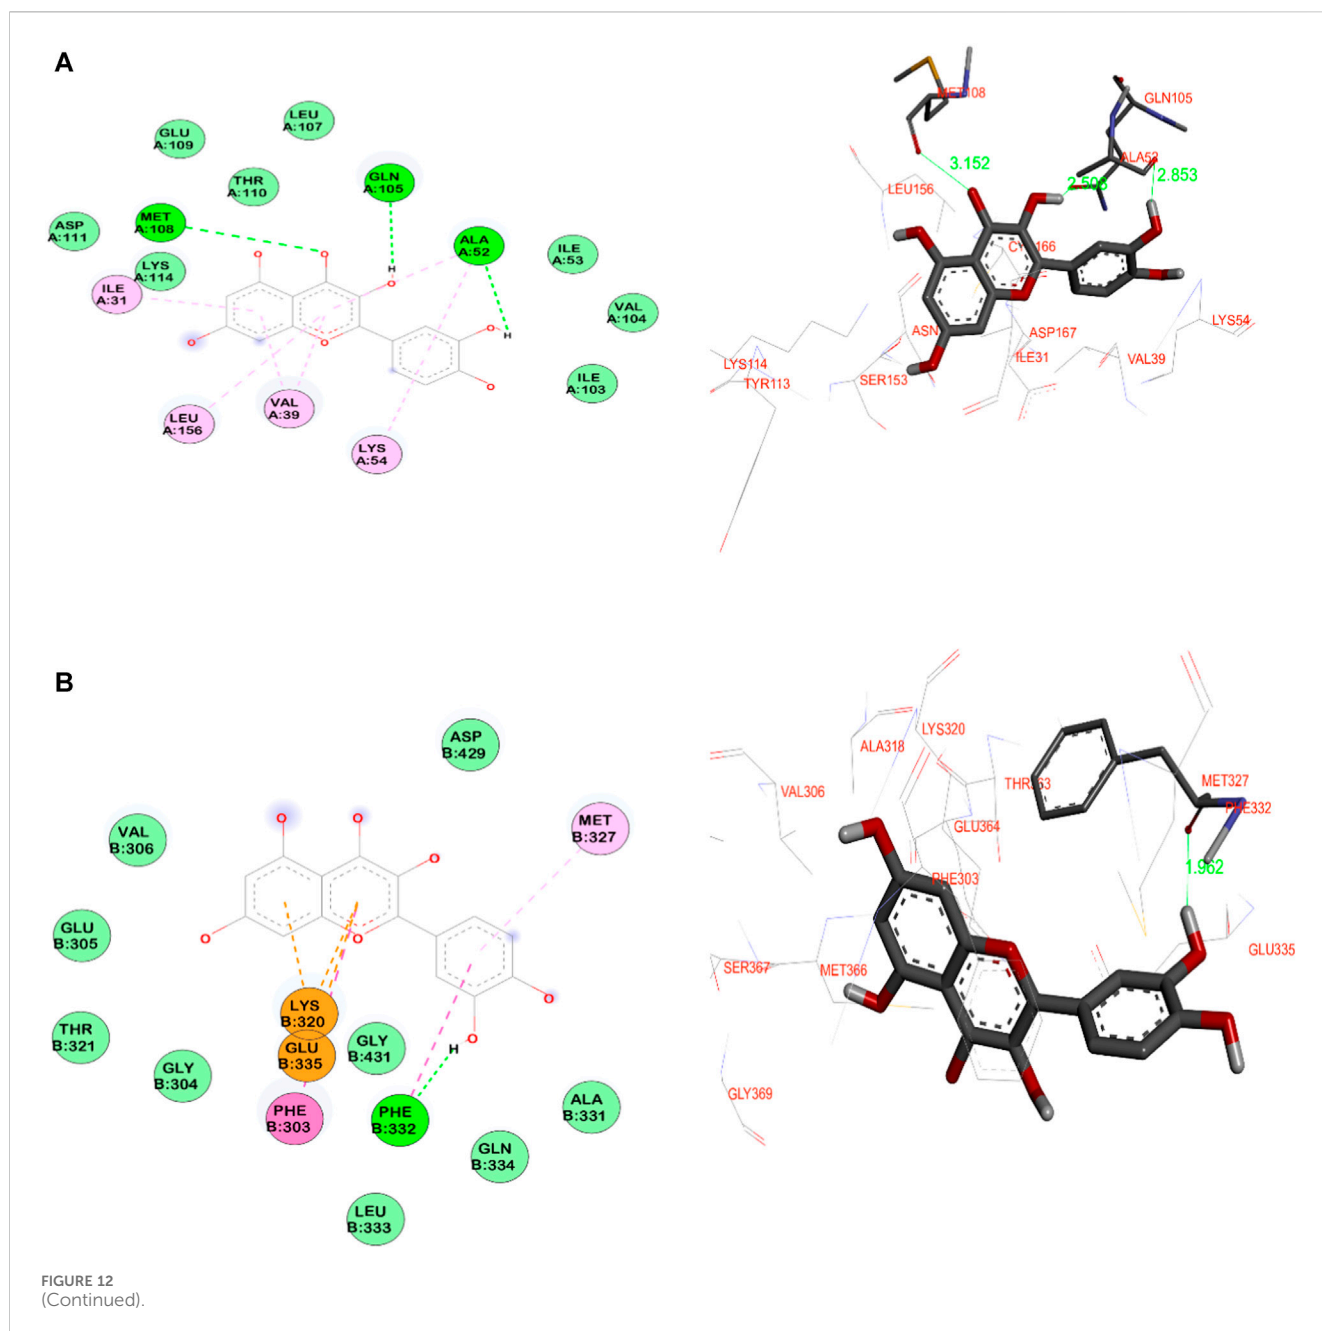 A
LEU
A:107
GLU
A:109
THR
A:110
GLN
A:105
MET
A:108
ASP
A:111
LYS
A:114
ILE
A:31
ALA
A:52
ILE
A:53
VAL
A:104
ILE
A:103
LEU
A:156
VAL
A:39
LYS
A:54
O
O
H
O
O
H
O
O
O
MET108
GLN105
ALA52
3.152
2.508
2.853
LEU156
ASN
ASP167
ILE31
LYS54
VAL39
LYS114
TYR113
SER153
B
ASP
B:429
MET
B:327
VAL
B:306
GLU
B:305
THR
B:321
GLY
B:304
LYS
B:320
GLU
B:335
GLY
B:431
PHE
B:303
PHE
B:332
ALA
B:331
GLN
B:334
LEU
B:333
O
O
O
O
O
O
O
H
LYS320
ALA318
VAL306
MET327
PHE332
GLU364
PHE303
1.962
GLU335
SER367
MET366
GLY369
FIGURE 12
(Continued).